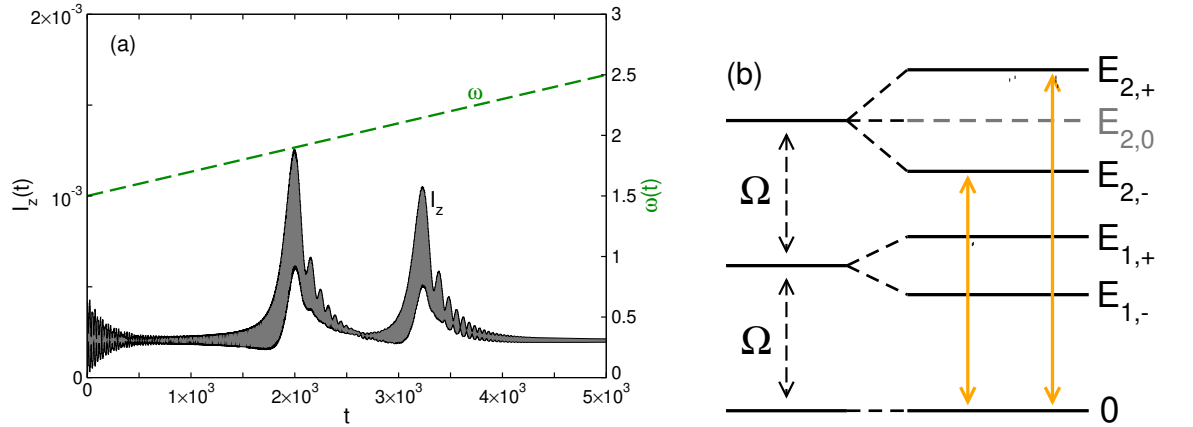 (a)
2×10⁻³
10⁻³
0
I_z(t)
0
1×10³
2×10³
3×10³
4×10³
5×10³
t
3
2.5
2
1.5
1
0.5
0
ω(t)
ω
I_z
(b)
Ω
Ω
E_{2,+}
E_{2,0}
E_{2,-}
E_{1,+}
E_{1,-}
0